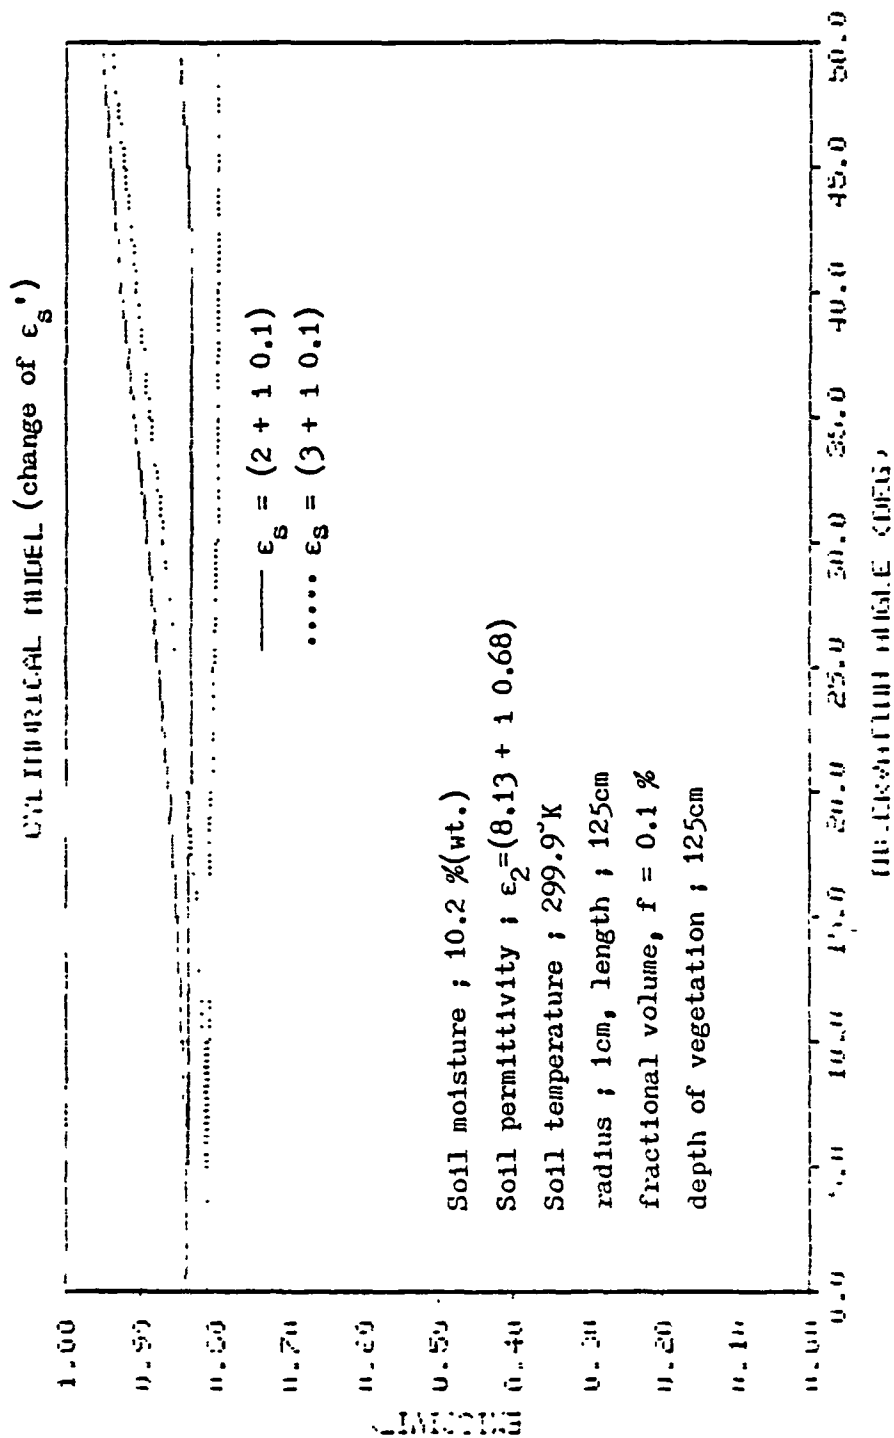 CYLINDRICAL MODEL (change of εs')
1.00
0.90
0.80
0.70
0.60
0.50
0.40
0.30
0.20
0.10
0.00
EMISSIVITY
—— εs = (2 + i 0.1)
..... εs = (3 + i 0.1)
Soil moisture ; 10.2 %(wt.)
Soil permittivity ; ε2=(8.13 + i 0.68)
Soil temperature ; 299.9°K
radius ; 1cm, length ; 125cm
fractional volume, f = 0.1 %
depth of vegetation ; 125cm
0.0 5.0 10.0 15.0 20.0 25.0 30.0 35.0 40.0 45.0 50.0
OBSERVATION ANGLE (DEG)